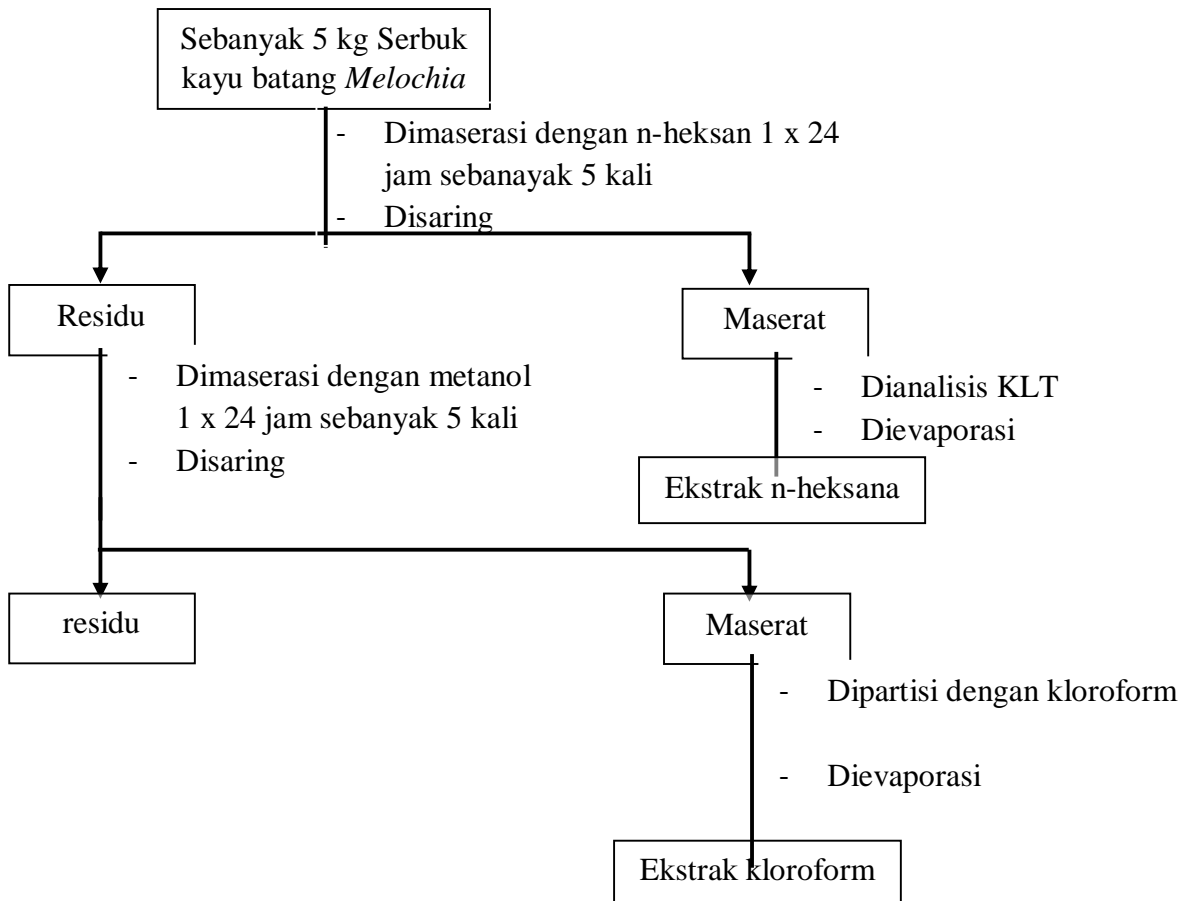 Sebanyak 5 kg Serbuk
kayu batang Melochia
- Dimaserasi dengan n-heksan 1 x 24
jam sebanayak 5 kali
- Disaring
Residu
Maserat
- Dimaserasi dengan metanol
1 x 24 jam sebanyak 5 kali
- Disaring
- Dianalisis KLT
- Dievaporasi
Ekstrak n-heksana
residu
Maserat
- Dipartisi dengan kloroform
- Dievaporasi
Ekstrak kloroform